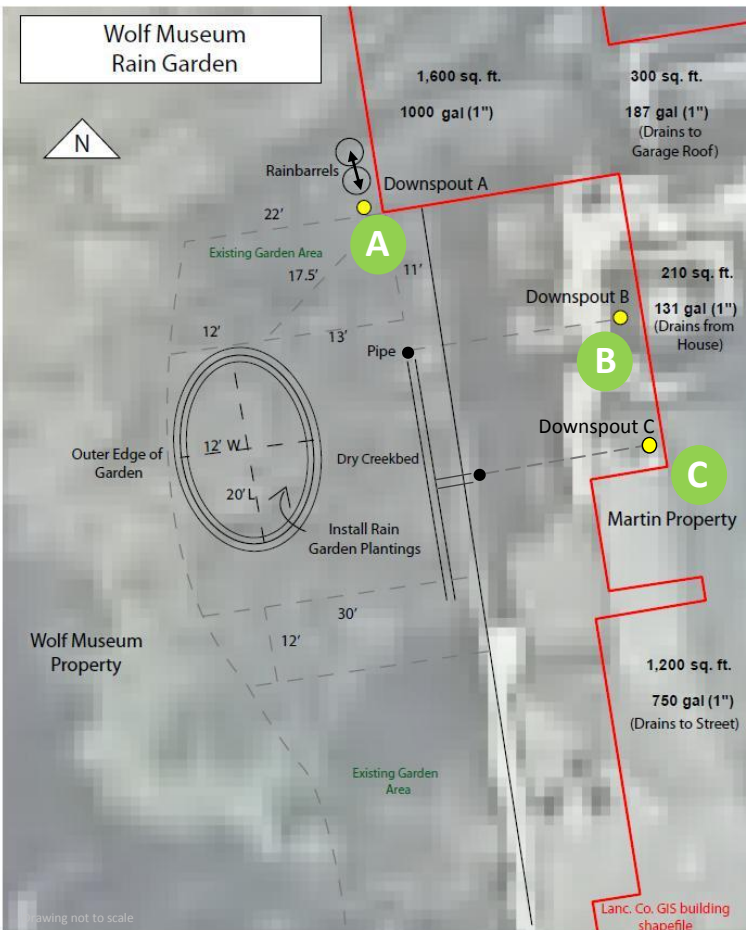 Wolf Museum
Rain Garden
1,600 sq. ft.
1000 gal (1")
300 sq. ft.
187 gal (1")
(Drains to
Garage Roof)
N
Rainbarrels
Downspout A
A
22'
Existing Garden Area
17.5'
11'
210 sq. ft.
131 gal (1")
(Drains from
House)
Downspout B
B
12'
13'
Pipe
Downspout C
C
Outer Edge of
Garden
12' W
20' L
Dry Creekbed
Install Rain
Garden Plantings
Martin Property
30'
12'
Wolf Museum
Property
1,200 sq. ft.
750 gal (1")
(Drains to Street)
Existing Garden
Area
Lanc. Co. GIS building
shapefile
drawing not to scale